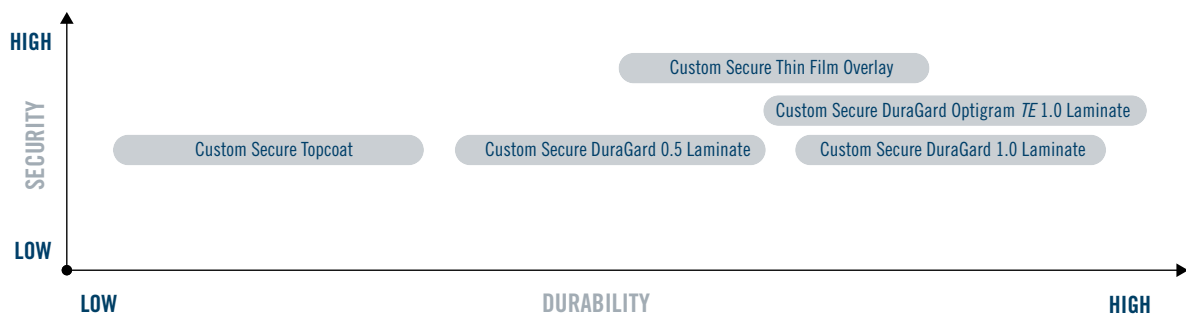 HIGH
Custom Secure Thin Film Overlay
Custom Secure DuraGard Optigram TE 1.0 Laminate
Custom Secure Topcoat
Custom Secure DuraGard 0.5 Laminate
Custom Secure DuraGard 1.0 Laminate
SECURITY
LOW
LOW
DURABILITY
HIGH